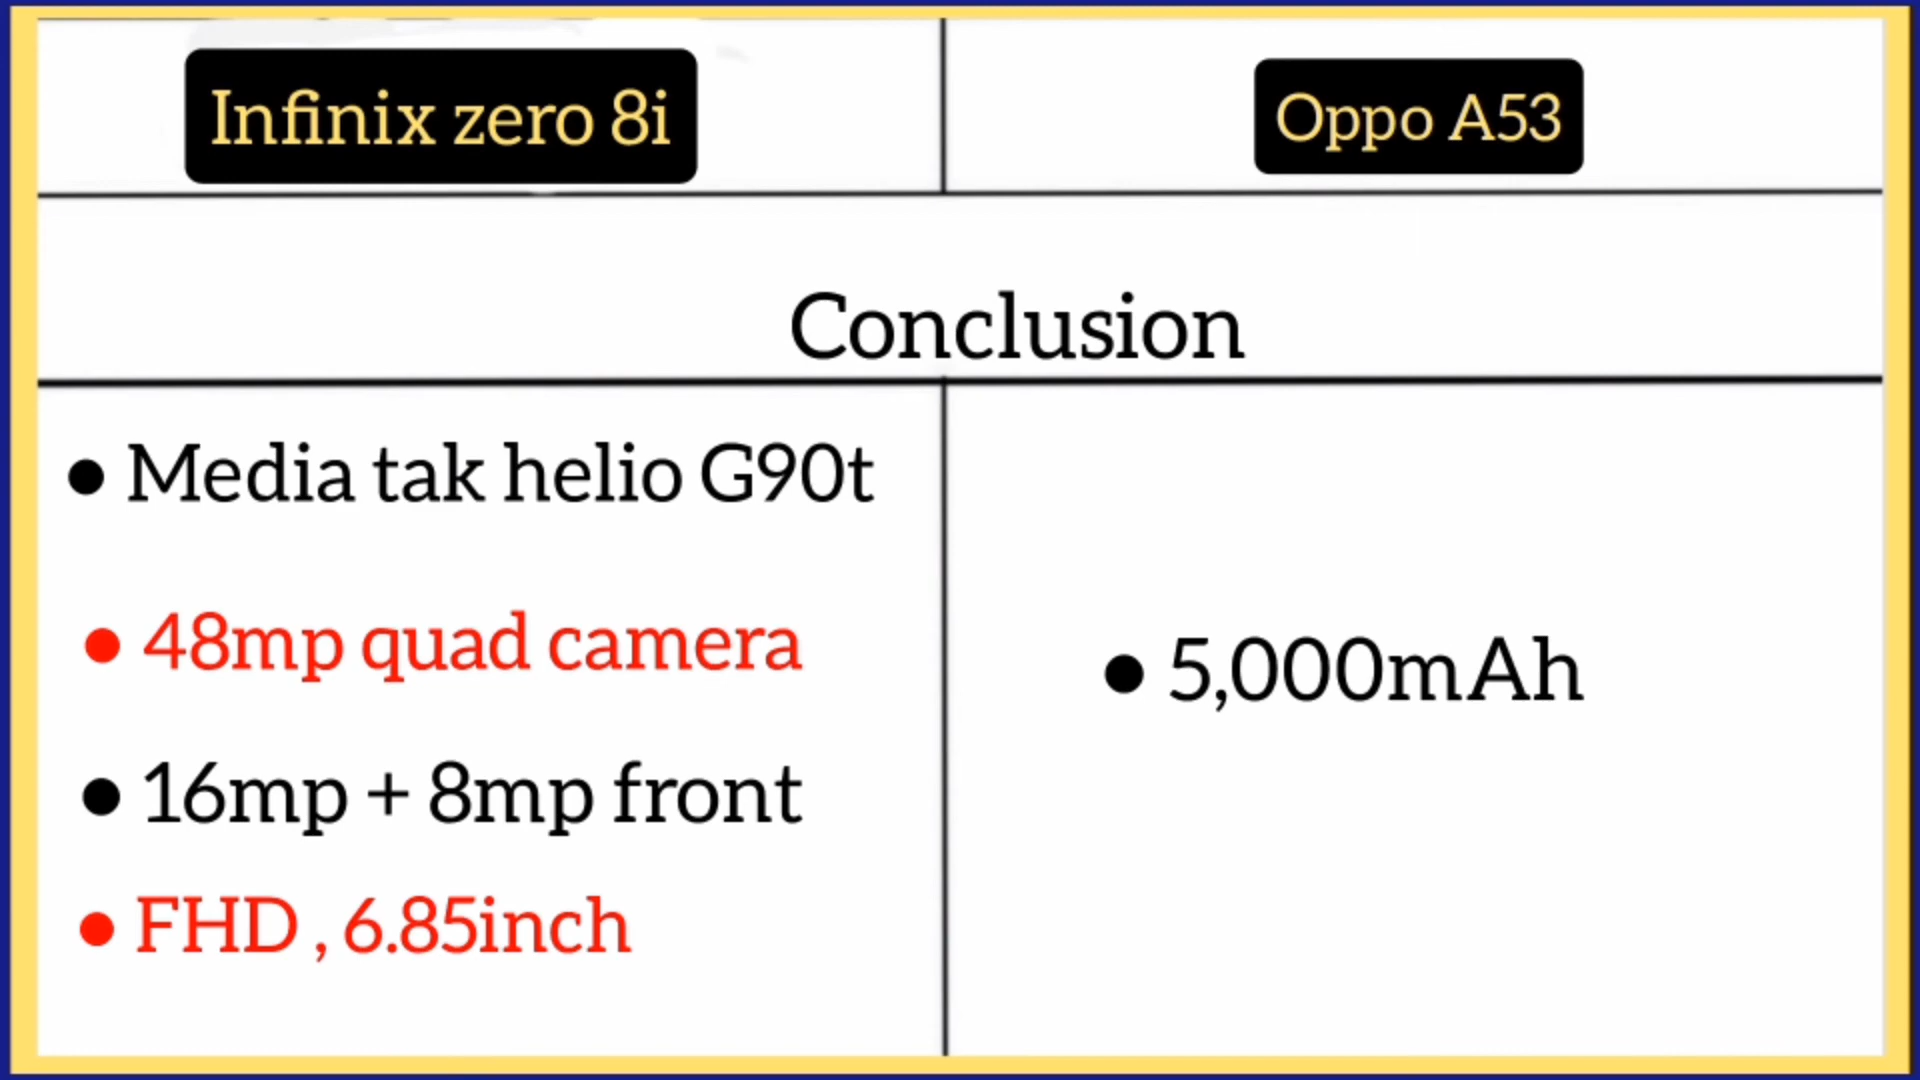 Infinix zero 8i
Oppo A53
Conclusion
● Media tak helio G90t
● 48mp quad camera
● 16mp + 8mp front
● FHD , 6.85inch
● 5,000mAh